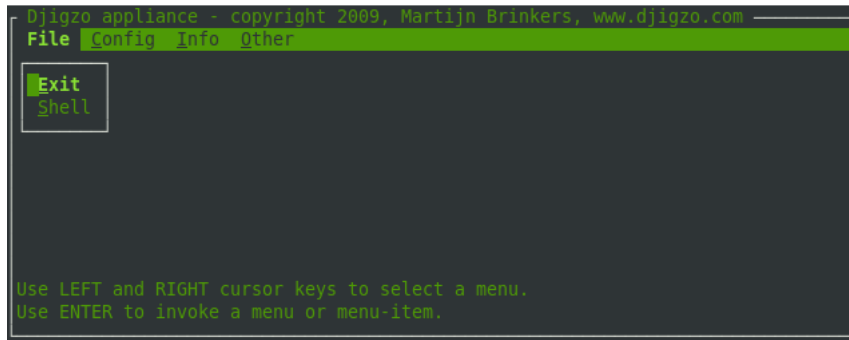 Djigzo appliance - copyright 2009, Martijn Brinkers, www.djigzo.com
File Config Info Other
Exit
Shell
Use LEFT and RIGHT cursor keys to select a menu.
Use ENTER to invoke a menu or menu-item.